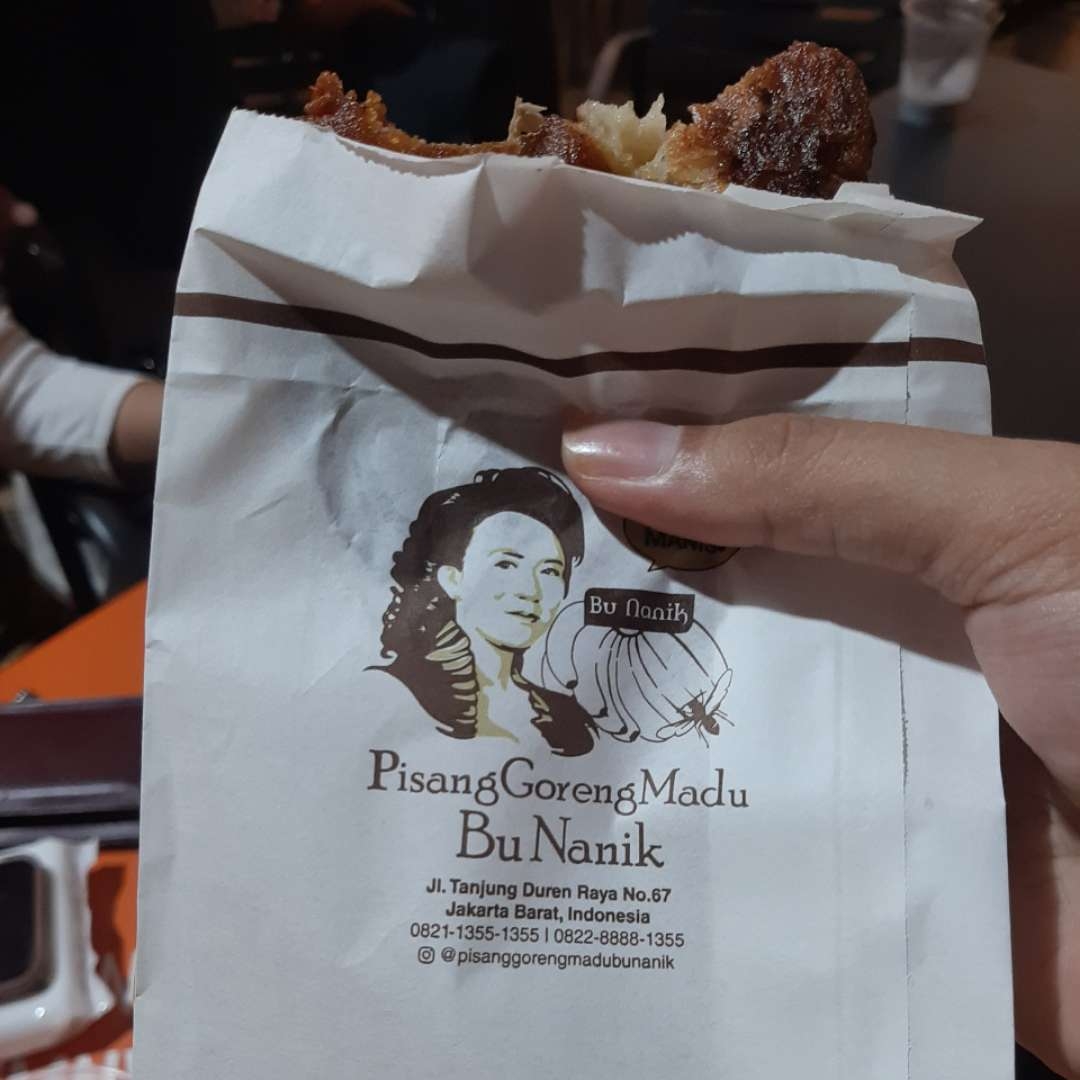 MANIS
Bu Nanik
PisangGorengMadu
Bu Nanik
Jl. Tanjung Duren Raya No.67
Jakarta Barat, Indonesia
0821-1355-1355 | 0822-8888-1355
@pisanggorengmadubunanik